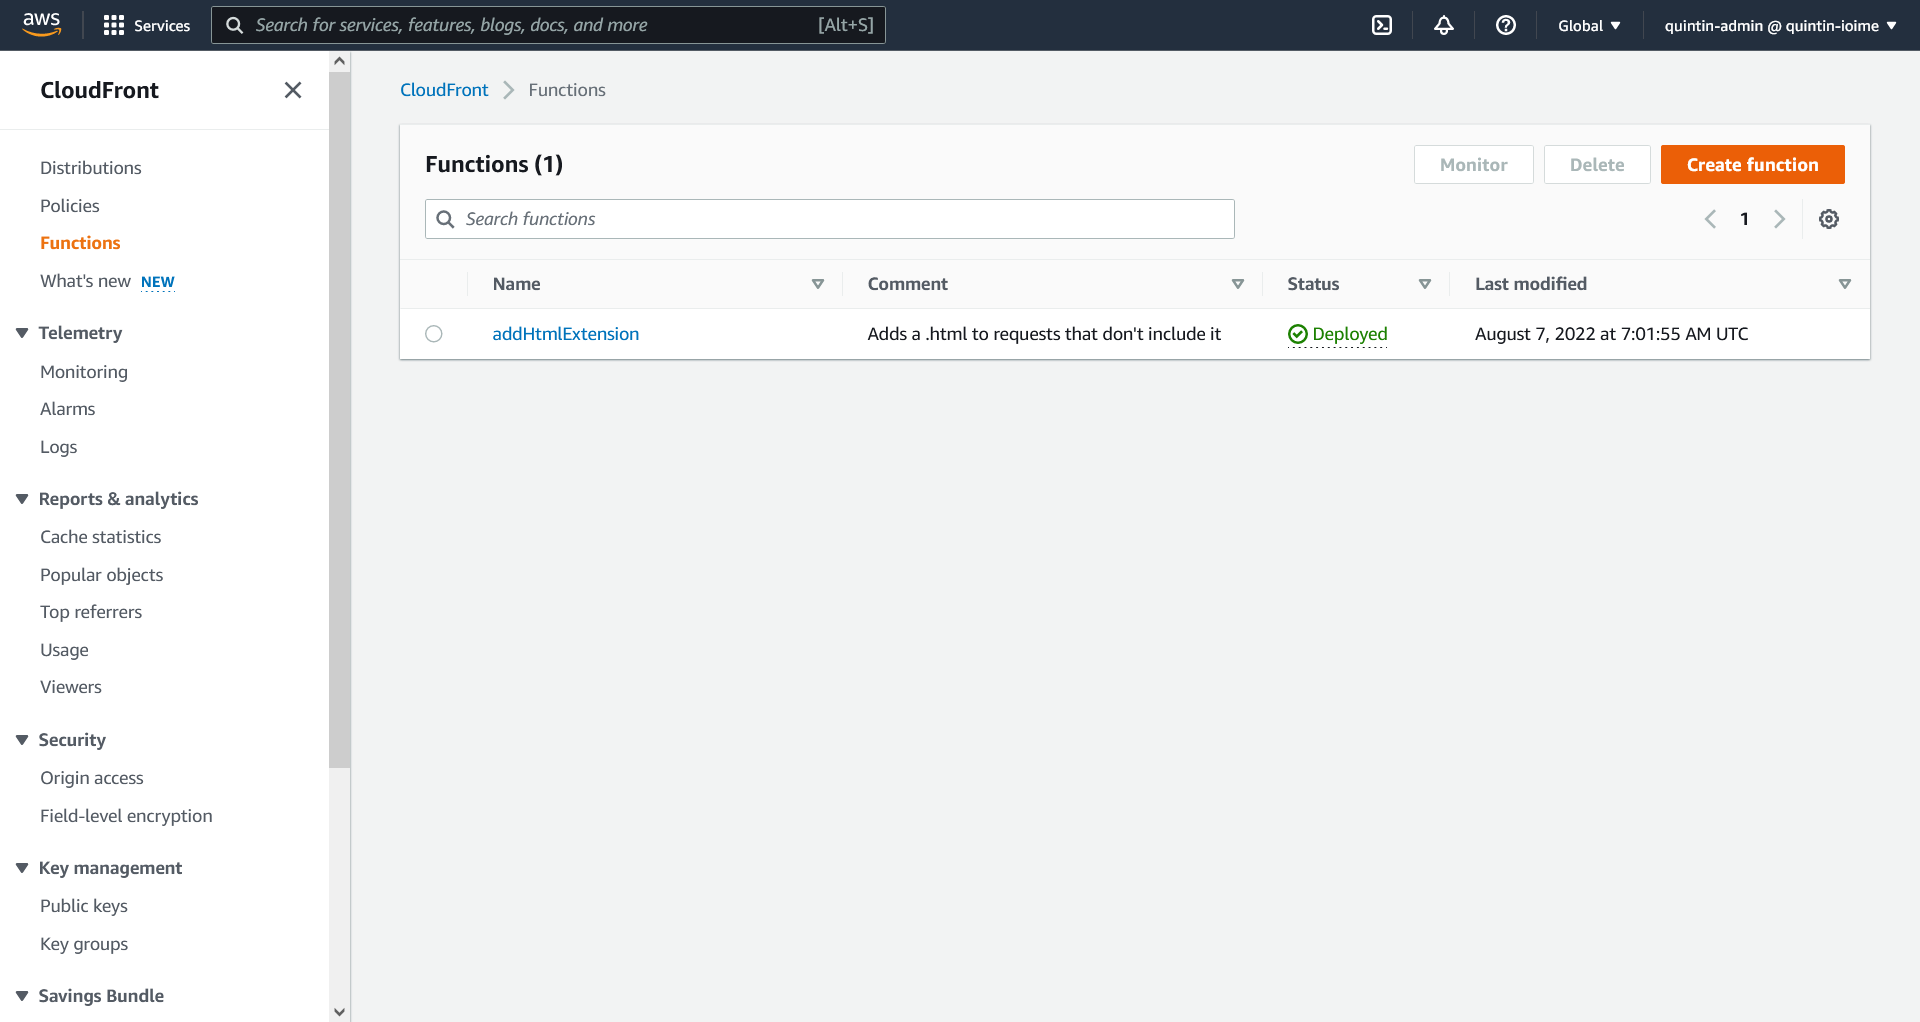 aws
Services
Search for services, features, blogs, docs, and more [Alt+S]
Global
quintin-admin @ quintin-ioime
CloudFront
Distributions
Policies
Functions
What's new NEW
Telemetry
Monitoring
Alarms
Logs
Reports & analytics
Cache statistics
Popular objects
Top referrers
Usage
Viewers
Security
Origin access
Field-level encryption
Key management
Public keys
Key groups
Savings Bundle
CloudFront Functions
Functions (1)
Monitor
Delete
Create function
Search functions
1
Name Comment Status Last modified
addHtmlExtension Adds a .html to requests that don't include it Deployed August 7, 2022 at 7:01:55 AM UTC